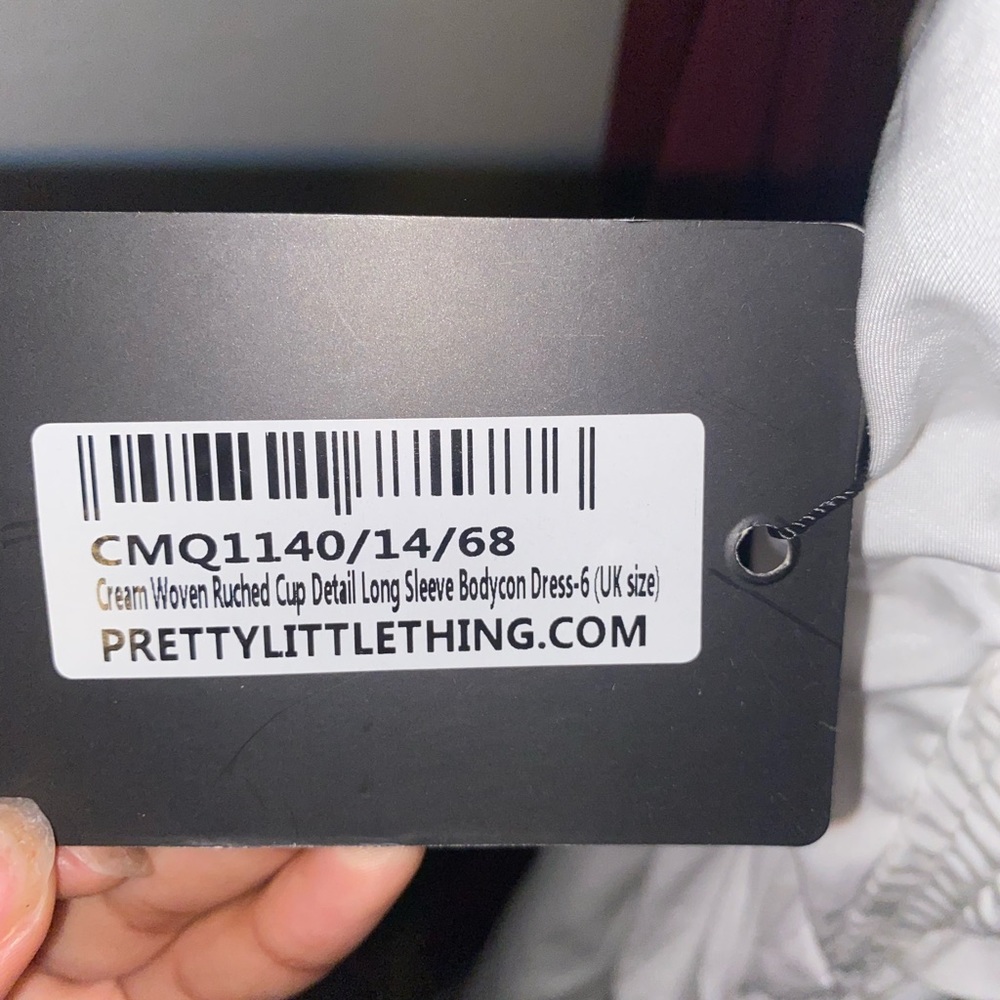 CMQ1140/14/68
Cream Woven Ruched Cup Detail Long Sleeve Bodycon Dress-6 (UK size)
PRETTYLITTLETHING.COM